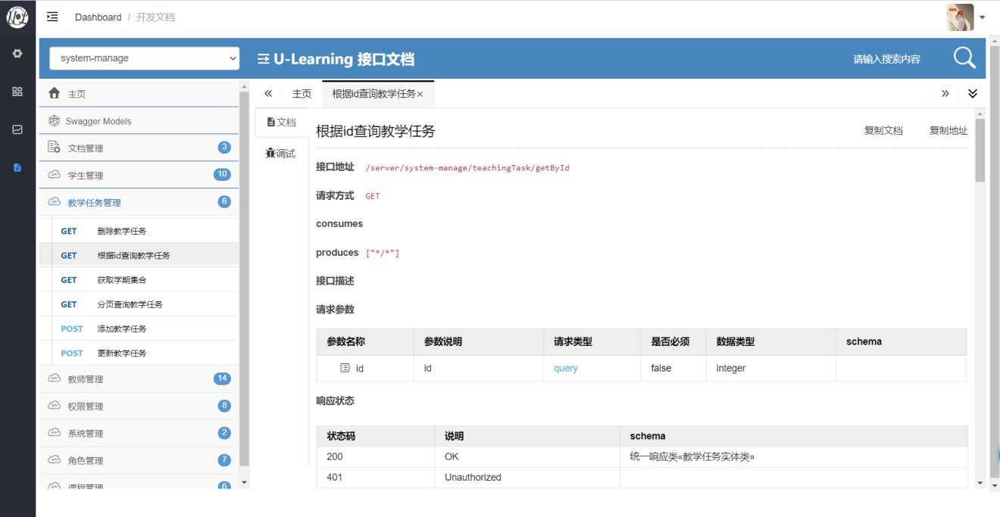 Dashboard / 开发文档
system-manage
U-Learning 接口文档
请输入搜索内容
主页
Swagger Models
文档管理 3
学生管理 10
教学任务管理 6
GET 删除教学任务
GET 根据id查询教学任务
GET 获取学期集合
GET 分页查询教学任务
POST 添加教学任务
POST 更新教学任务
教师管理 14
权限管理 8
系统管理 2
角色管理 7
课程管理 6
主页 根据id查询教学任务×
文档
调试
根据id查询教学任务 复制文档 复制地址
接口地址 /server/system-manage/teachingTask/getById
请求方式 GET
consumes
produces ["*/*"]
接口描述
请求参数
参数名称 参数说明 请求类型 是否必须 数据类型 schema
id id query false integer
响应状态
状态码 说明 schema
200 OK 统一响应类«教学任务实体类»
401 Unauthorized